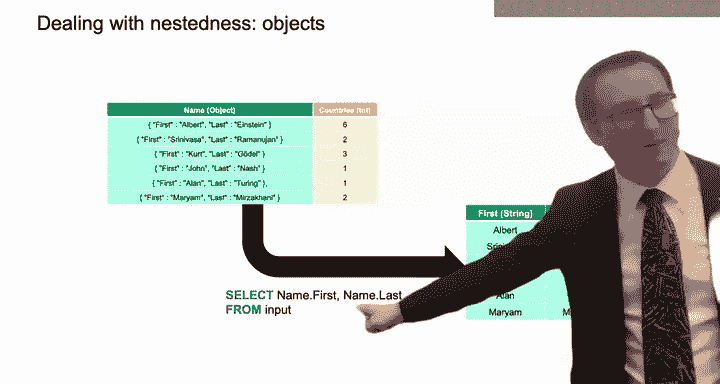 Dealing with nestedness: objects
Name (Object) Countries (Int)
{ "First" : "Albert", "Last" : "Einstein" } 6
{ "First" : "Srinivasa", "Last" : "Ramanujan" } 2
{ "First" : "Kurt", "Last" : "Gödel" } 3
{ "First" : "John", "Last" : "Nash" } 1
{ "First" : "Alan", "Last" : "Turing" }, 1
{ "First" : "Maryam", "Last" : "Mirzakhani" } 2
First (String)
Albert
SELECT Name.First, Name.Last
FROM input
Alan
Maryam